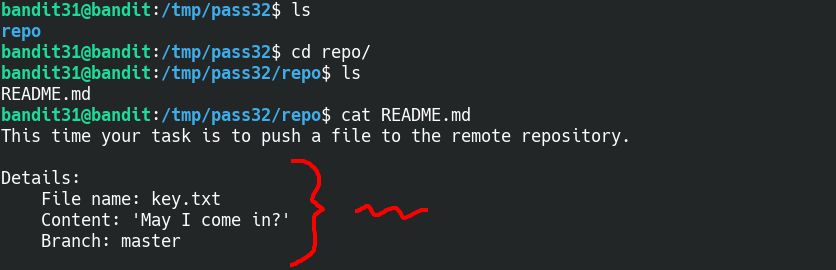 bandit31@bandit:/tmp/pass32$ ls
repo
bandit31@bandit:/tmp/pass32$ cd repo/
bandit31@bandit:/tmp/pass32/repo$ ls
README.md
bandit31@bandit:/tmp/pass32/repo$ cat README.md
This time your task is to push a file to the remote repository.

Details:
    File name: key.txt
    Content: 'May I come in?'
    Branch: master